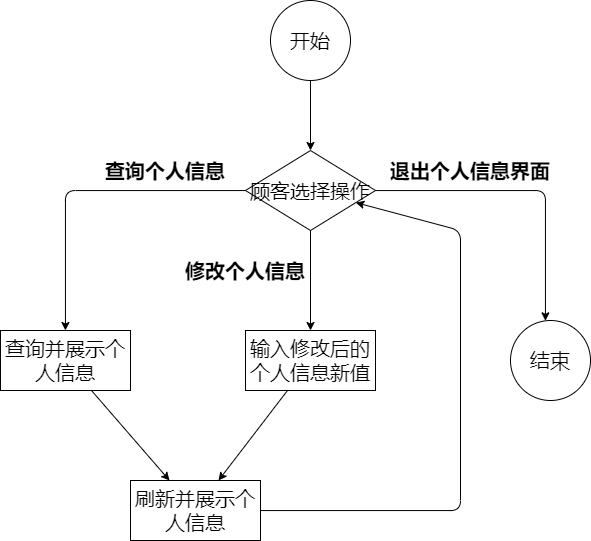 开始
查询个人信息
顾客选择操作
退出个人信息界面
修改个人信息
查询并展示个
人信息
输入修改后的
个人信息新值
结束
刷新并展示个
人信息